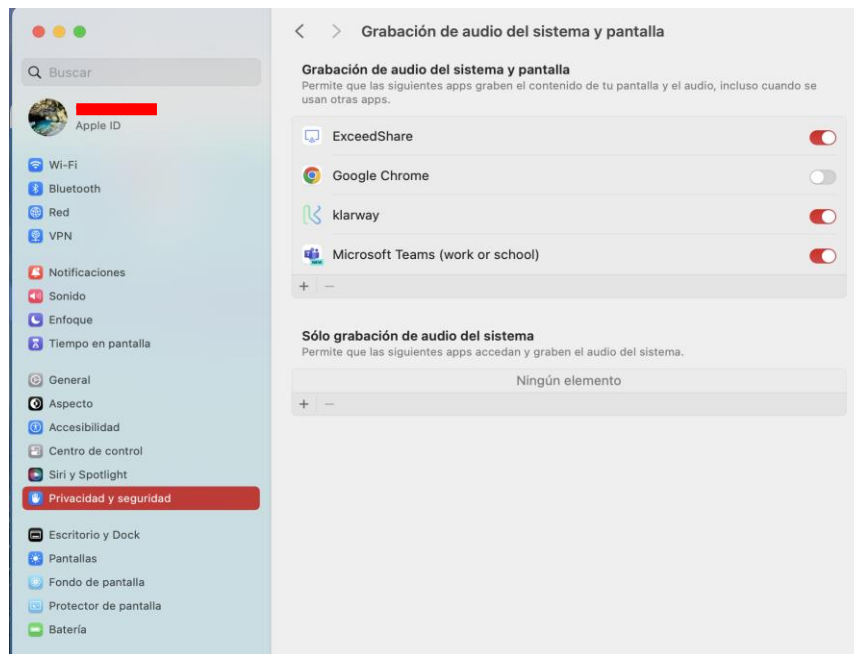 Buscar
Apple ID
Wi-Fi
Bluetooth
Red
VPN
Notificaciones
Sonido
Enfoque
Tiempo en pantalla
General
Aspecto
Accesibilidad
Centro de control
Siri y Spotlight
Privacidad y seguridad
Escritorio y Dock
Pantallas
Fondo de pantalla
Protector de pantalla
Batería
Grabación de audio del sistema y pantalla
Grabación de audio del sistema y pantalla
Permite que las siguientes apps graben el contenido de tu pantalla y el audio, incluso cuando se
usan otras apps.
ExceedShare
Google Chrome
klarway
Microsoft Teams (work or school)
Sólo grabación de audio del sistema
Permite que las siguientes apps accedan y graben el audio del sistema.
Ningún elemento